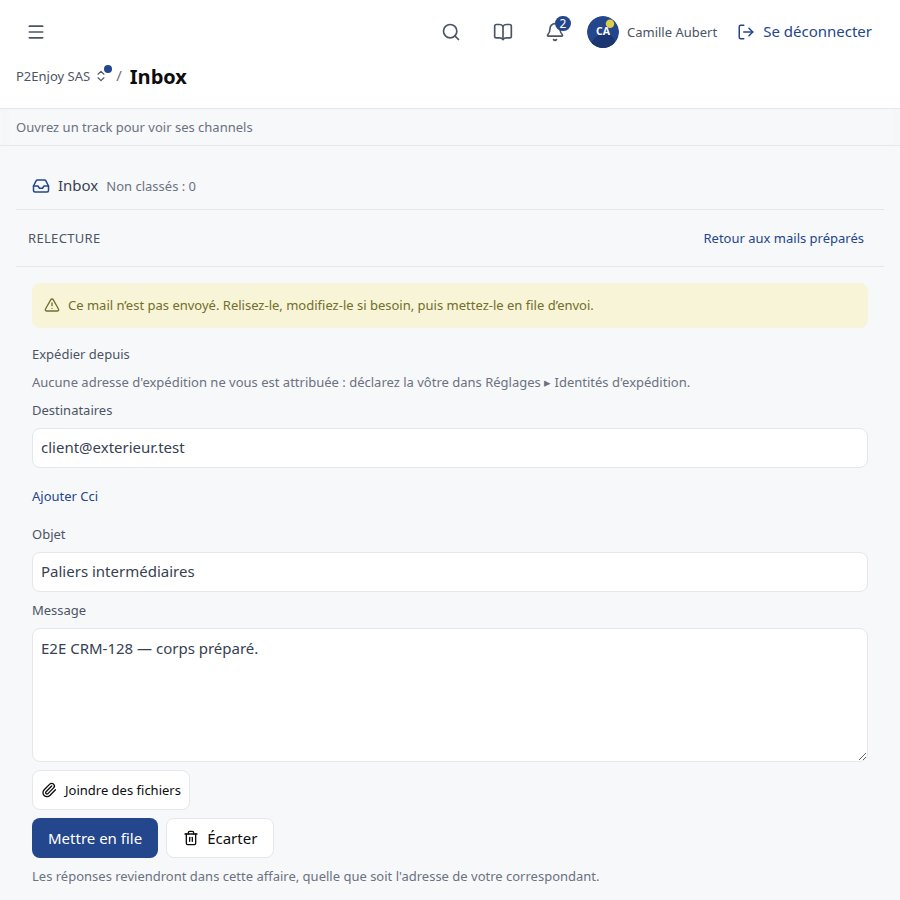 2
CA
Camille Aubert
Se déconnecter
P2Enjoy SAS / Inbox
Ouvrez un track pour voir ses channels
Inbox Non classés : 0
RELECTURE
Retour aux mails préparés
Ce mail n’est pas envoyé. Relisez-le, modifiez-le si besoin, puis mettez-le en file d’envoi.
Expédier depuis
Aucune adresse d'expédition ne vous est attribuée : déclarez la vôtre dans Réglages ▸ Identités d'expédition.
Destinataires
client@exterieur.test
Ajouter Cci
Objet
Paliers intermédiaires
Message
E2E CRM-128 — corps préparé.
Joindre des fichiers
Mettre en file
Écarter
Les réponses reviendront dans cette affaire, quelle que soit l'adresse de votre correspondant.